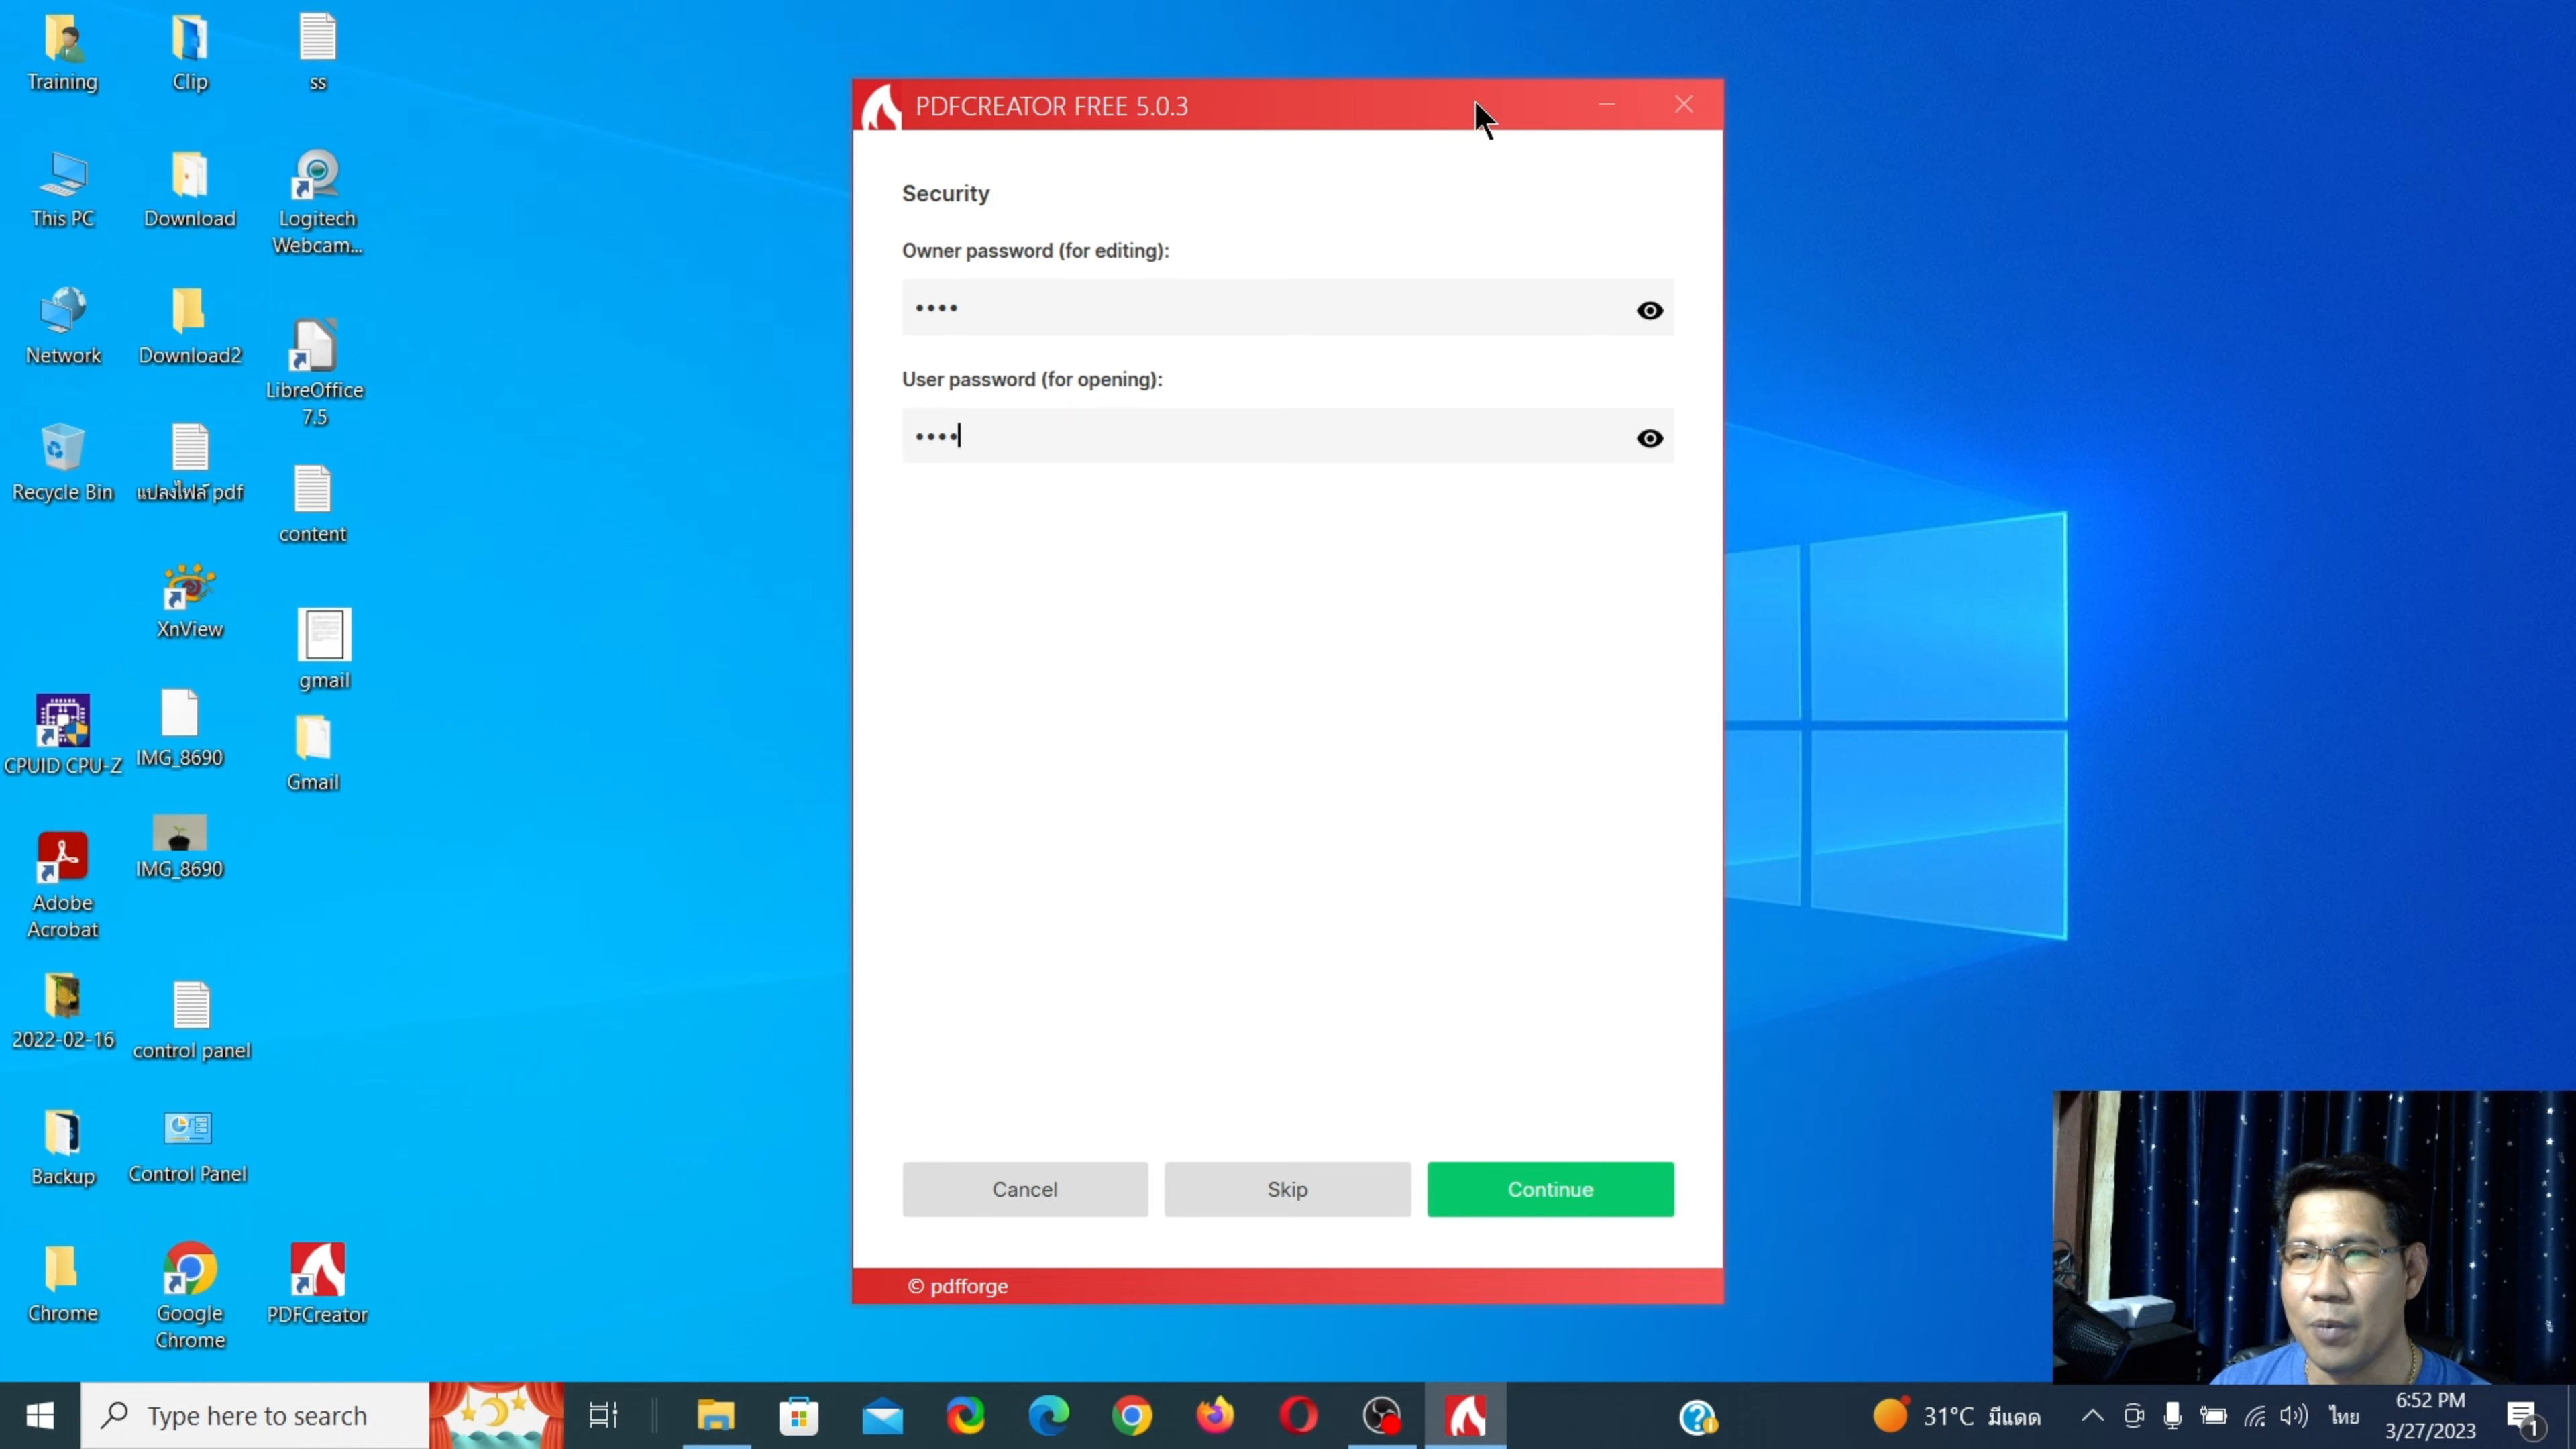 Training
Clip
ss
This PC
Download
Logitech
Webcam...
Network
Download2
LibreOffice
7.5
Recycle Bin
แปลงไฟล์ pdf
content
XnView
gmail
CPUID CPU-Z
IMG_8690
Gmail
Adobe
Acrobat
IMG_8690
2022-02-16
control panel
Backup
Control Panel
Chrome
Google
Chrome
PDFCreator
PDFCREATOR FREE 5.0.3
Security
Owner password (for editing):
••••
User password (for opening):
••••
Cancel
Skip
Continue
© pdfforge
Type here to search
31°C มีแดด
ไทย
6:52 PM
3/27/2023
1